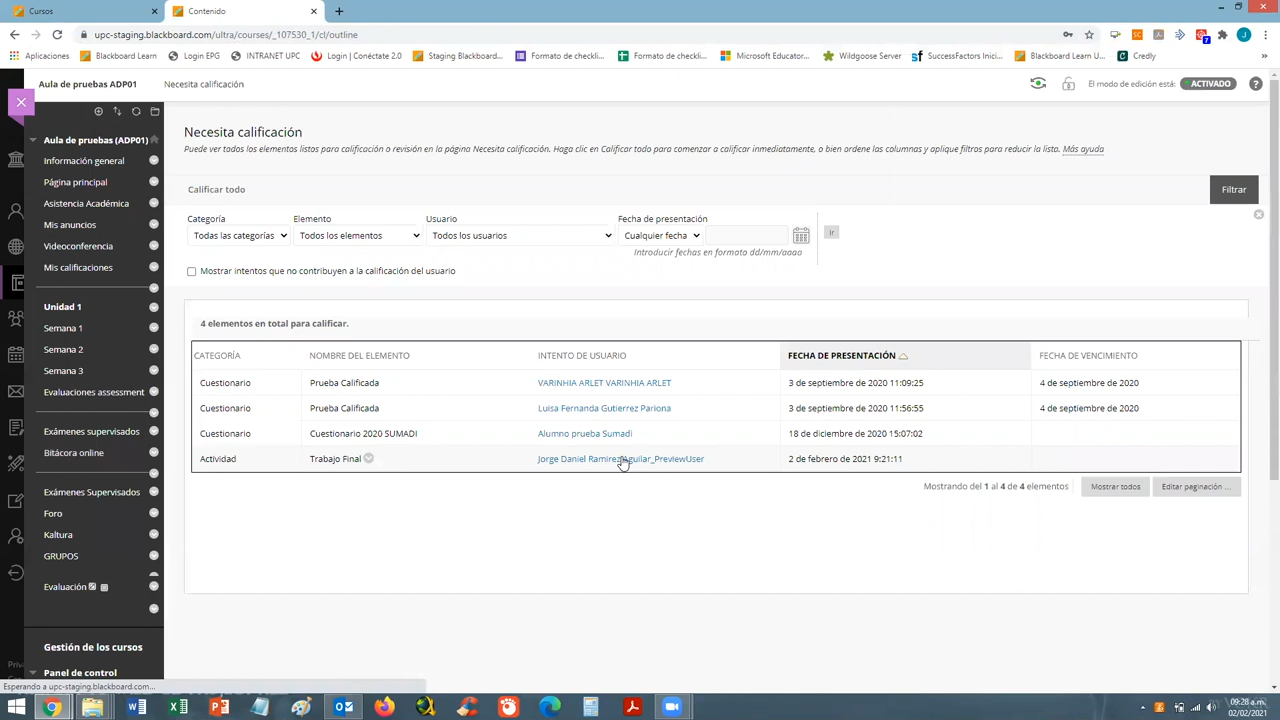 Cursos
Contenido
upc-staging.blackboard.com/ultra/courses/_107530_1/cl/outline
Aplicaciones
Blackboard Learn
Login EPG
INTRANET UPC
Login | Conéctate 2.0
Staging Blackboard...
Formato de checkli...
Formato de checkli...
Microsoft Educator...
Wildgoose Server
SuccessFactors Inici...
Blackboard Learn U...
Credly
Aula de pruebas ADP01
Necesita calificación
El modo de edición está:
ACTIVADO
Aula de pruebas (ADP01)
Información general
Página principal
Asistencia Académica
Mis anuncios
Videoconferencia
Mis calificaciones
Unidad 1
Semana 1
Semana 2
Semana 3
Evaluaciones assessment
Exámenes supervisados
Bitácora online
Exámenes Supervisados
Foro
Kaltura
GRUPOS
Evaluación
Gestión de los cursos
Panel de control
Necesita calificación
Puede ver todos los elementos listos para calificación o revisión en la página Necesita calificación. Haga clic en Calificar todo para comenzar a calificar inmediatamente, o bien ordene las columnas y aplique filtros para reducir la lista. Más ayuda
Calificar todo
Filtrar
Categoría
Elemento
Usuario
Fecha de presentación
Todas las categorías
Todos los elementos
Todos los usuarios
Cualquier fecha
Ir
Introducir fechas en formato dd/mm/aaaa
Mostrar intentos que no contribuyen a la calificación del usuario
4 elementos en total para calificar.
CATEGORÍA NOMBRE DEL ELEMENTO INTENTO DE USUARIO FECHA DE PRESENTACIÓN FECHA DE VENCIMIENTO
Cuestionario Prueba Calificada VARINHIA ARLET VARINHIA ARLET 3 de septiembre de 2020 11:09:25 4 de septiembre de 2020
Cuestionario Prueba Calificada Luisa Fernanda Gutierrez Pariona 3 de septiembre de 2020 11:56:55 4 de septiembre de 2020
Cuestionario Cuestionario 2020 SUMADI Alumno prueba Sumadi 18 de diciembre de 2020 15:07:02
Actividad Trabajo Final Jorge Daniel Ramirez Aguilar_PreviewUser 2 de febrero de 2021 9:21:11
Mostrando del 1 al 4 de 4 elementos
Mostrar todos
Editar paginación ...
Esperando a upc-staging.blackboard.com...
09:28 a.m.
02/02/2021